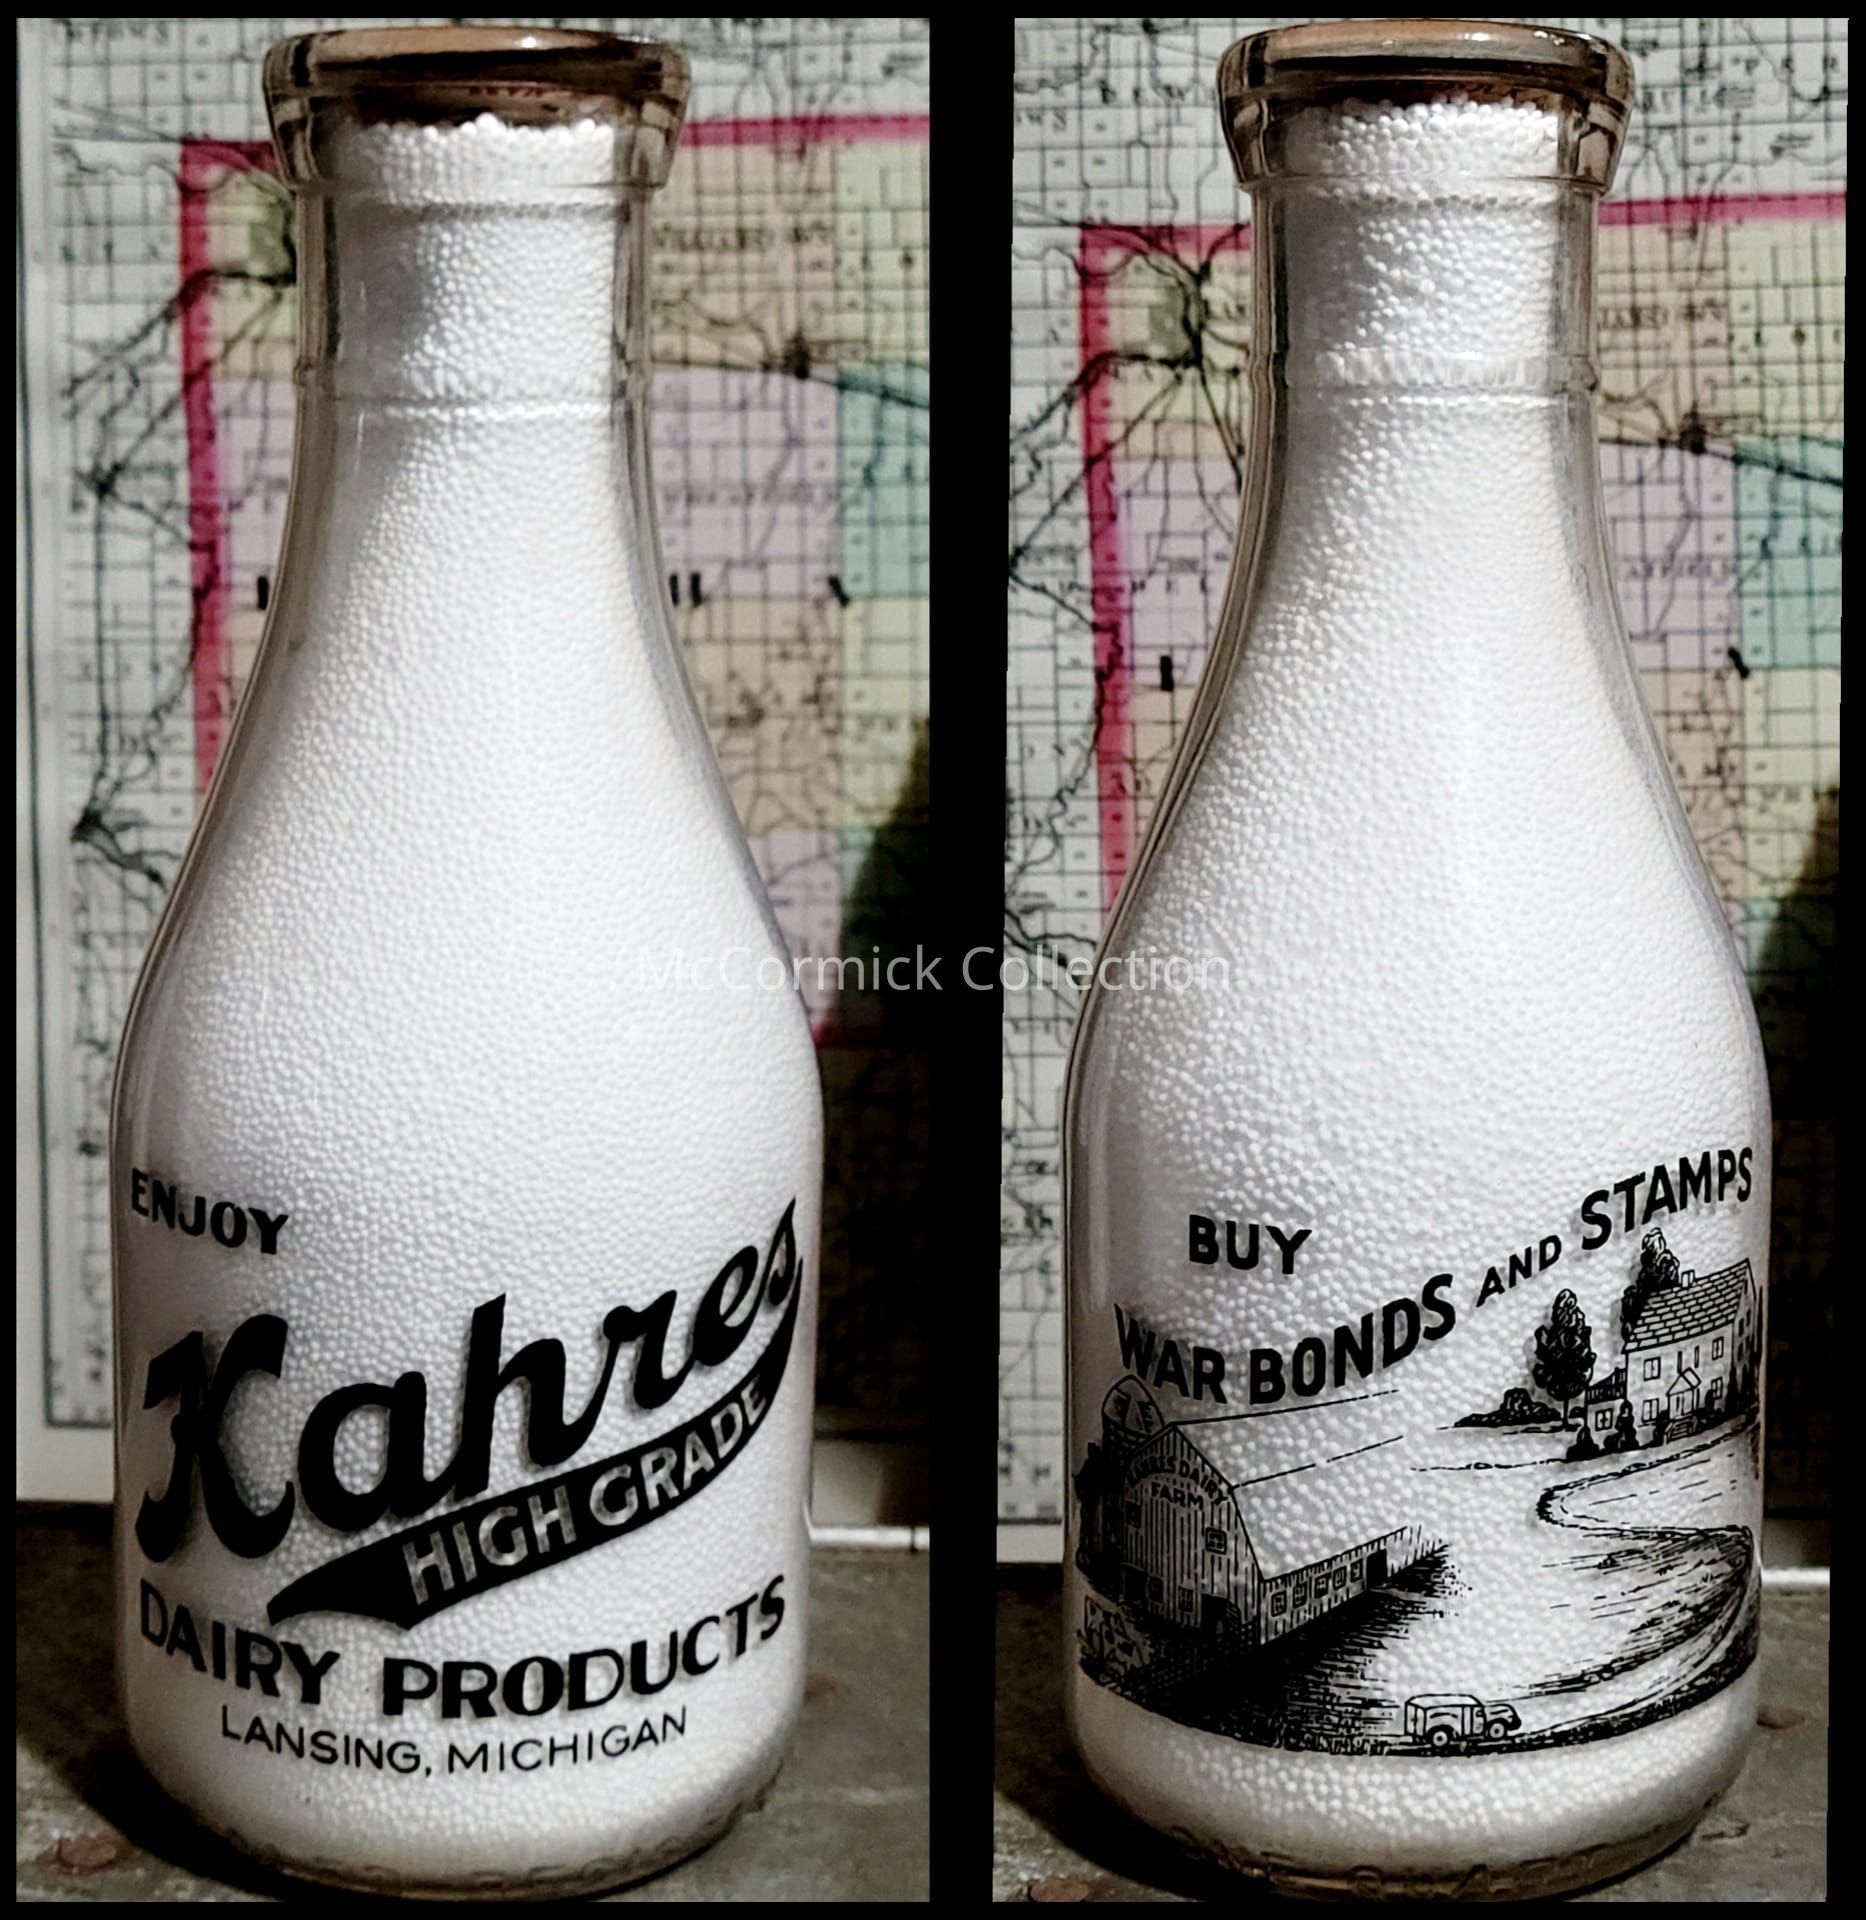 ENJOY
Kahres
HIGH GRADE
DAIRY PRODUCTS
LANSING, MICHIGAN
BUY
WAR BONDS AND STAMPS
KAHRES DAIRY
FARM
McCormick Collection